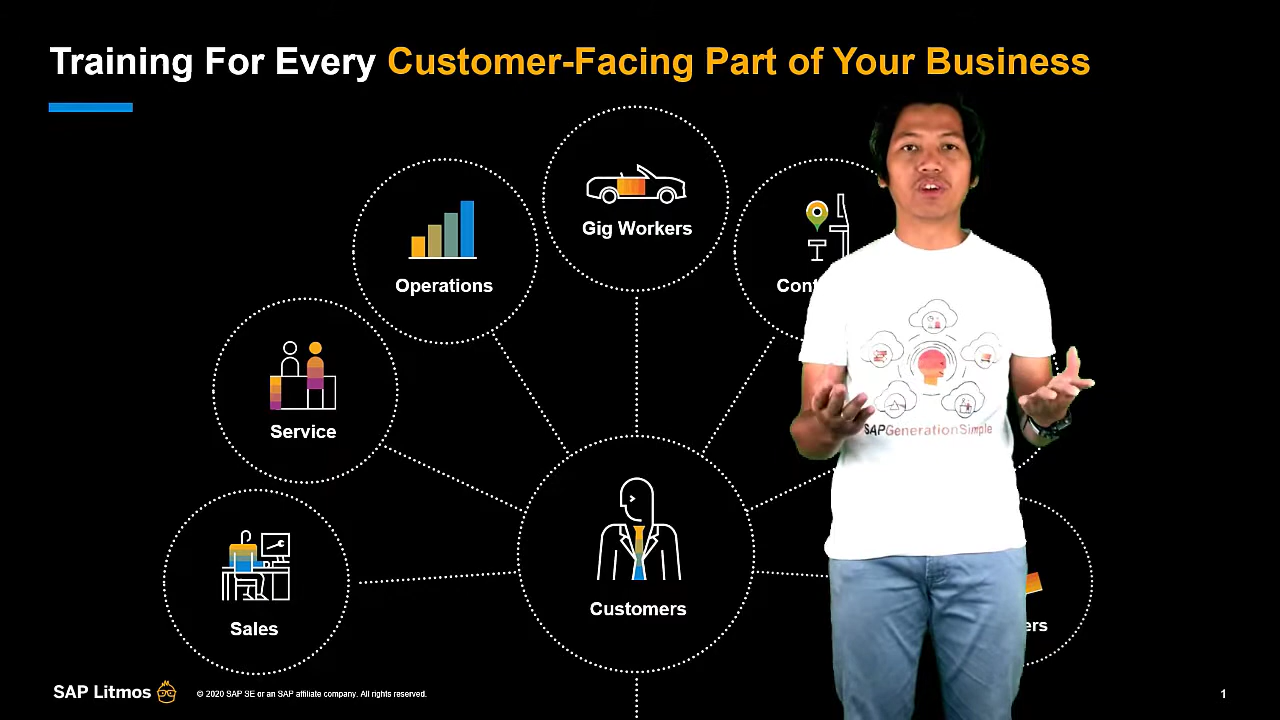 Training For Every Customer-Facing Part of Your Business
Gig Workers
Operations
Service
SAPGenerationSimple
Customers
Sales
SAP Litmos
© 2020 SAP SE or an SAP affiliate company. All rights reserved.
1